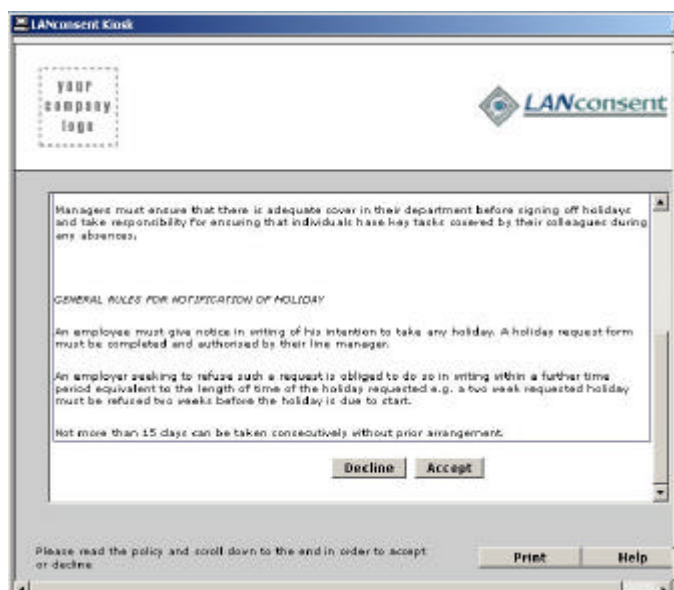 LANconsent Kiosk
your
company
logo
LANconsent
Managers must ensure that there is adequate cover in their department before signing off holidays
and take responsibility for ensuring that individuals have key tasks covered by their colleagues during
any absences.
GENERAL RULES FOR NOTIFICATION OF HOLIDAY
An employee must give notice in writing of his intention to take any holiday. A holiday request form
must be completed and authorised by their line manager.
An employer seeking to refuse such a request is obliged to do so in writing within a further time
period equivalent to the length of time of the holiday requested e.g. a two week requested holiday
must be refused two weeks before the holiday is due to start.
Not more than 15 days can be taken consecutively without prior arrangement.
Decline Accept
Please read the policy and scroll down to the end in order to accept
or decline
Print Help